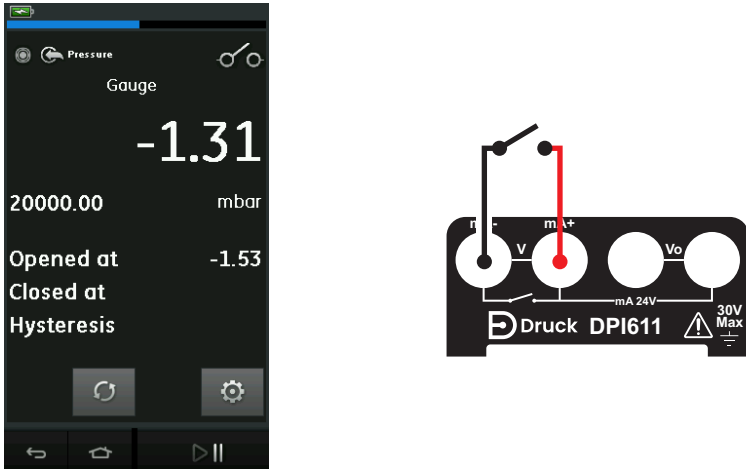 Pressure
Gauge
-1.31
20000.00 mbar
Opened at -1.53
Closed at
Hysteresis
mA+
V Vo
mA 24V
Druck DPI611
30V
Max